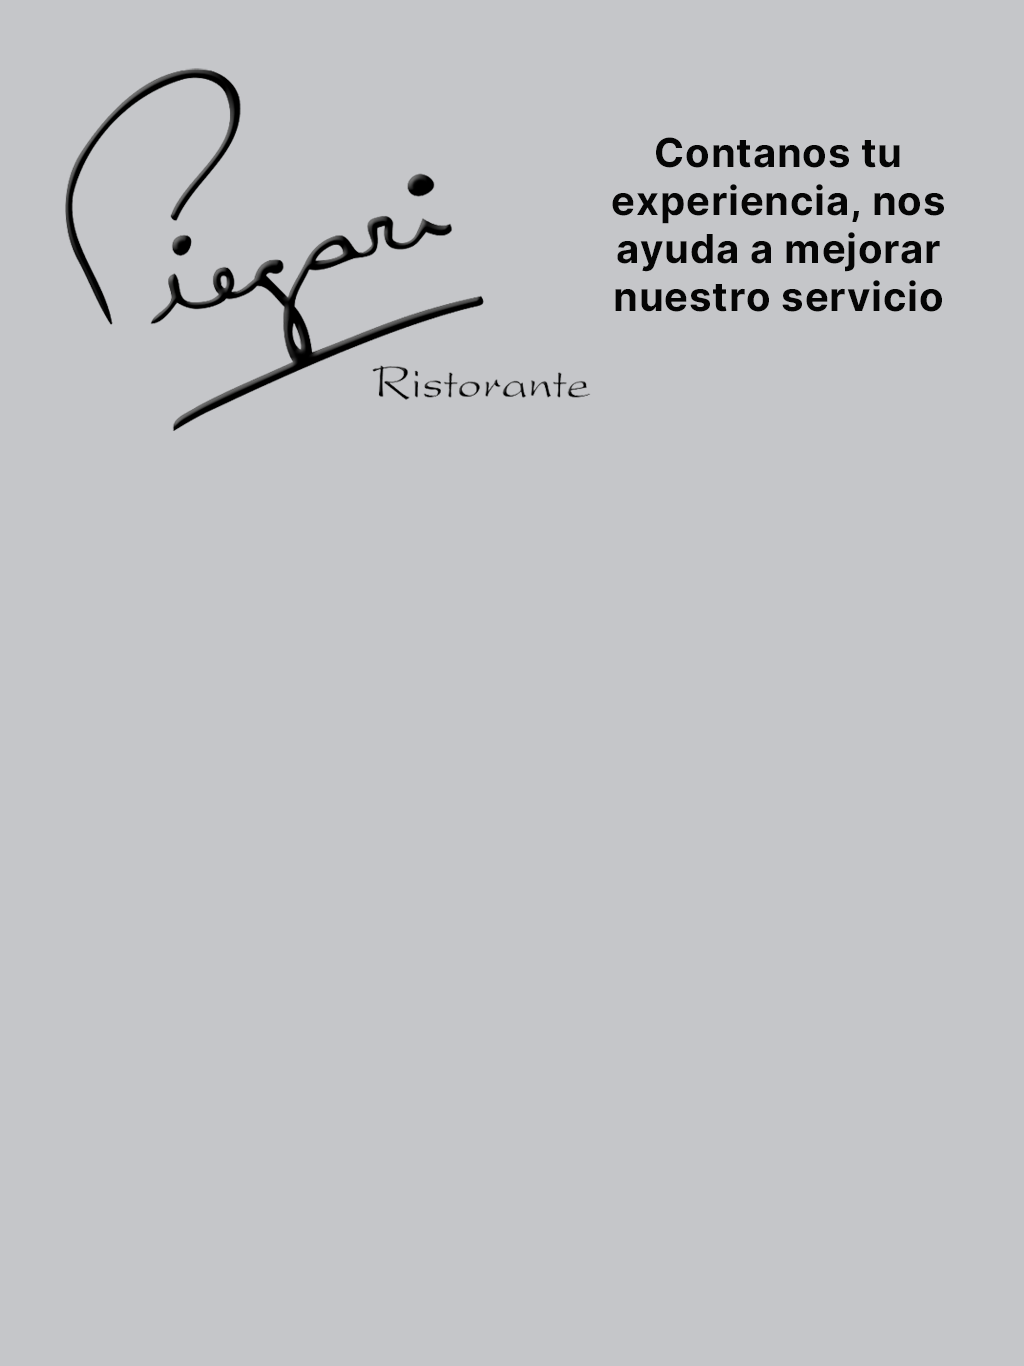 Piegari
Ristorante
Contanos tu
experiencia, nos
ayuda a mejorar
nuestro servicio